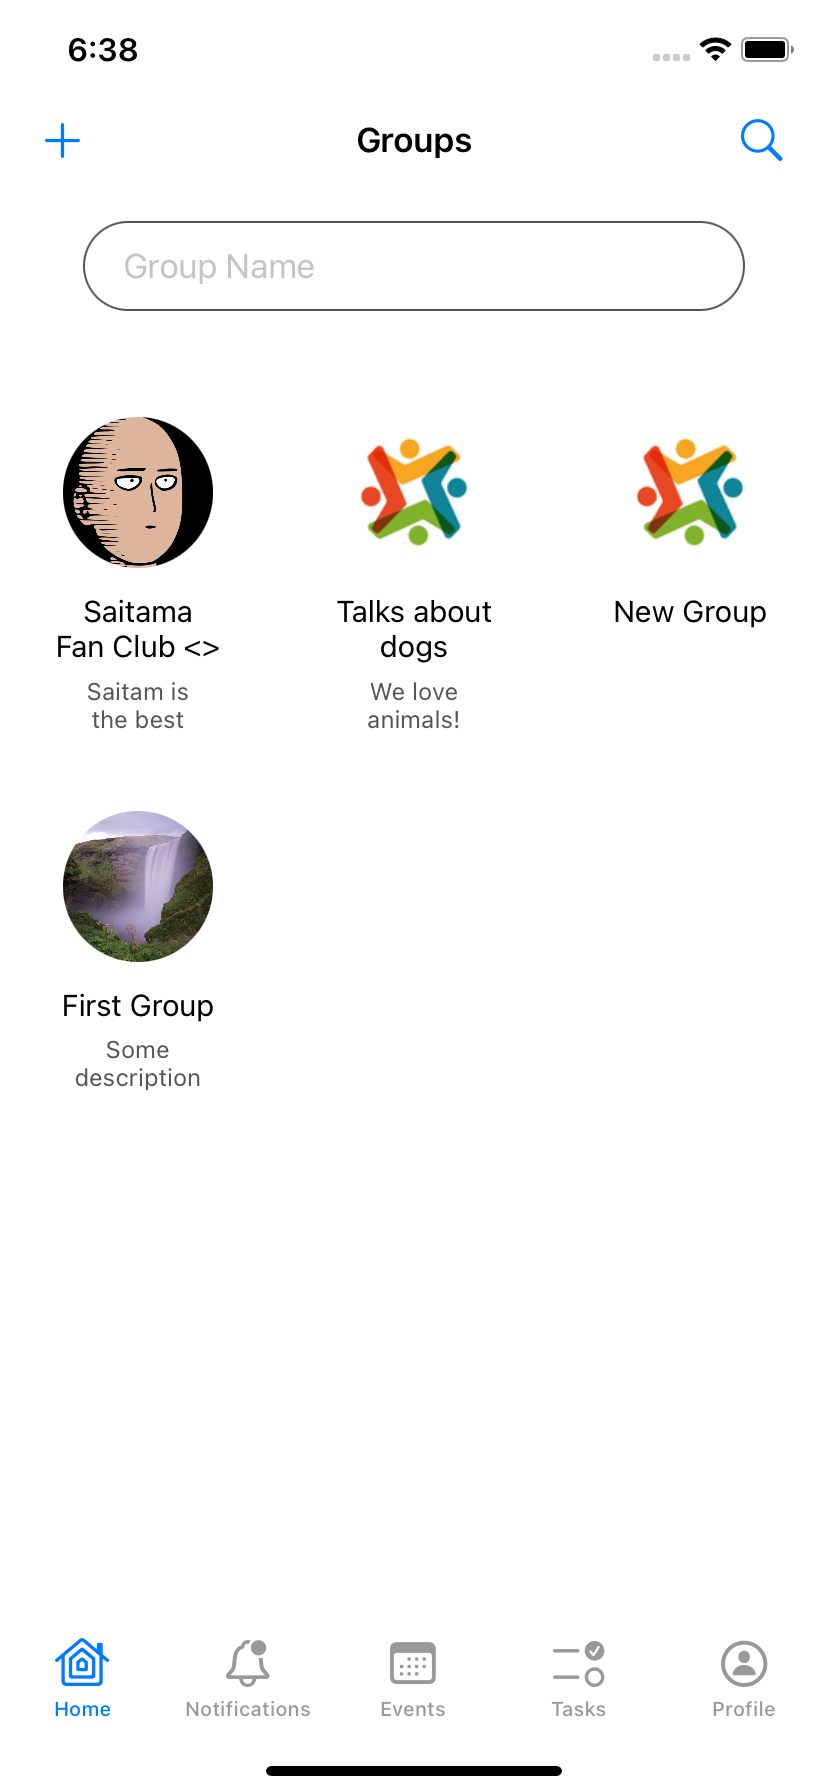 6:38
Groups
Group Name
Saitama
Fan Club <>
Saitam is
the best
Talks about
dogs
We love
animals!
New Group
First Group
Some
description
Home
Notifications
Events
Tasks
Profile